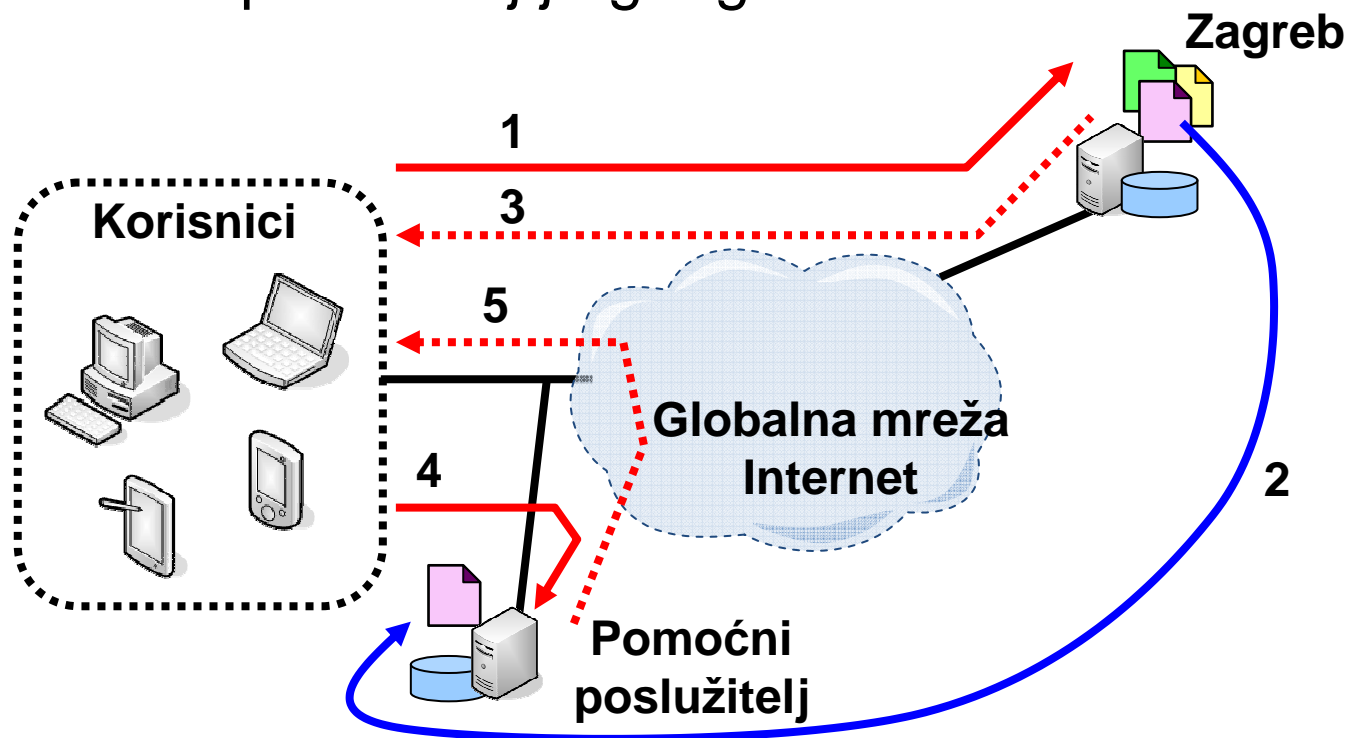 Zagreb
1
3
Korisnici
5
Globalna mreža
Internet
4
2
Pomoćni
poslužitelj